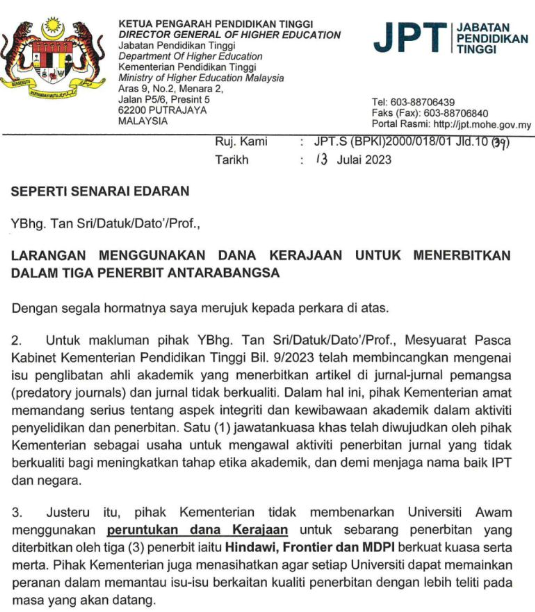 KETUA PENGARAH PENDIDIKAN TINGGI
DIRECTOR GENERAL OF HIGHER EDUCATION
Jabatan Pendidikan Tinggi
Department Of Higher Education
Kementerian Pendidikan Tinggi
Ministry of Higher Education Malaysia
Aras 9, No.2, Menara 2,
Jalan P5/6, Presint 5
62200 PUTRAJAYA
MALAYSIA
JPT JABATAN
PENDIDIKAN
TINGGI
Tel: 603-88706439
Faks (Fax): 603-88706840
Portal Rasmi: http://jpt.mohe.gov.my
Ruj. Kami : JPT.S (BPKI)2000/018/01 Jld.10 (39)
Tarikh : 13 Julai 2023
SEPERTI SENARAI EDARAN
YBhg. Tan Sri/Datuk/Dato'/Prof.,
LARANGAN MENGGUNAKAN DANA KERAJAAN UNTUK MENERBITKAN
DALAM TIGA PENERBIT ANTARABANGSA
Dengan segala hormatnya saya merujuk kepada perkara di atas.
2. Untuk makluman pihak YBhg. Tan Sri/Datuk/Dato'/Prof., Mesyuarat Pasca
Kabinet Kementerian Pendidikan Tinggi Bil. 9/2023 telah membincangkan mengenai
isu penglibatan ahli akademik yang menerbitkan artikel di jurnal-jurnal pemangsa
(predatory journals) dan jurnal tidak berkualiti. Dalam hal ini, pihak Kementerian amat
memandang serius tentang aspek integriti dan kewibawaan akademik dalam aktiviti
penyelidikan dan penerbitan. Satu (1) jawatankuasa khas telah diwujudkan oleh pihak
Kementerian sebagai usaha untuk mengawal aktiviti penerbitan jurnal yang tidak
berkualiti bagi meningkatkan tahap etika akademik, dan demi menjaga nama baik IPT
dan negara.
3. Justeru itu, pihak Kementerian tidak membenarkan Universiti Awam
menggunakan peruntukan dana Kerajaan untuk sebarang penerbitan yang
diterbitkan oleh tiga (3) penerbit iaitu Hindawi, Frontier dan MDPI berkuat kuasa serta
merta. Pihak Kementerian juga menasihatkan agar setiap Universiti dapat memainkan
peranan dalam memantau isu-isu berkaitan kualiti penerbitan dengan lebih teliti pada
masa yang akan datang.